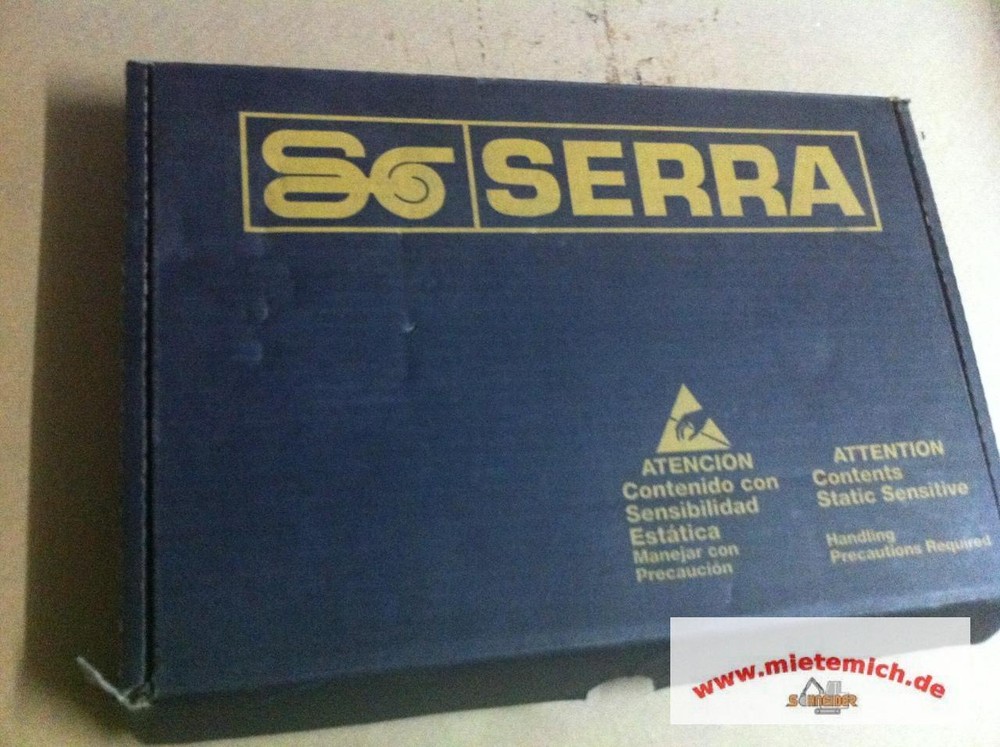 SERRA
ATENCION
Contenido con
Sensibilidad
Estática
Manejar con
Precaución
ATTENTION
Contents
Static Sensitive
Handling
Precautions Required
www.mietemich.de
SCHNEIDER